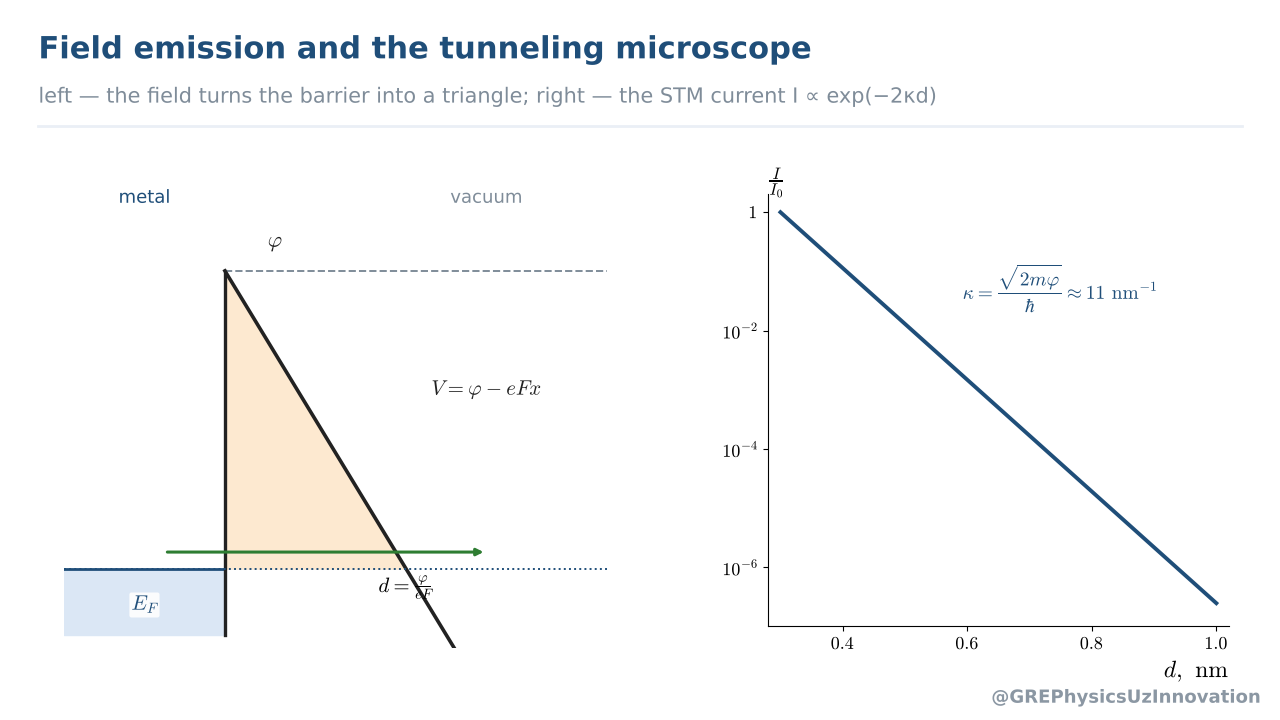 Field emission and the tunneling microscope
left — the field turns the barrier into a triangle; right — the STM current I ∝ exp(−2κd)
metal
vacuum
φ
V = φ − eFx
d = φ/eF
E_F
I/I₀
1
10⁻²
10⁻⁴
10⁻⁶
κ = √(2mφ)/ħ ≈ 11 nm⁻¹
0.4
0.6
0.8
1.0
d, nm
@GREPhysicsUzInnovation